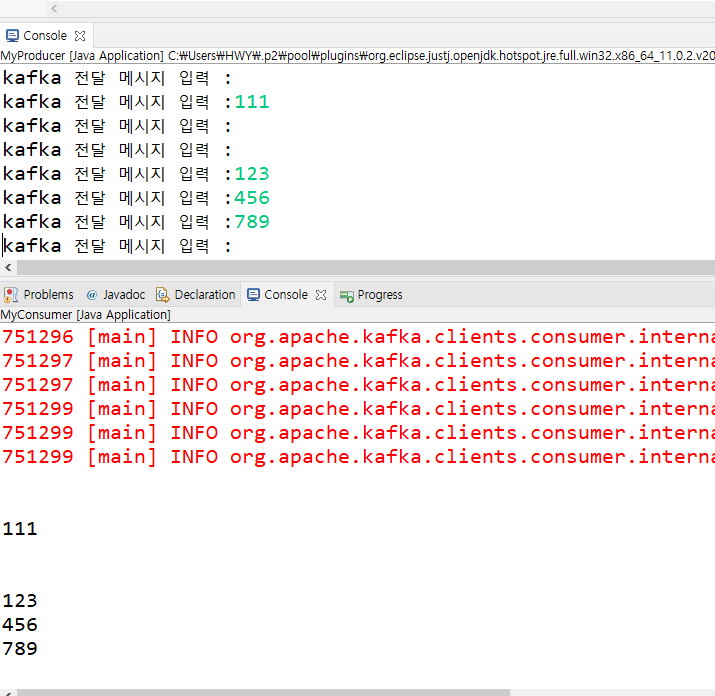 Console
MyProducer [Java Application] C:₩Users₩HWY₩.p2₩pool₩plugins₩org.eclipse.justj.openjdk.hotspot.jre.full.win32.x86_64_11.0.2.v20
kafka 전달 메시지 입력 :
kafka 전달 메시지 입력 :111
kafka 전달 메시지 입력 :
kafka 전달 메시지 입력 :
kafka 전달 메시지 입력 :123
kafka 전달 메시지 입력 :456
kafka 전달 메시지 입력 :789
kafka 전달 메시지 입력 :
Problems @ Javadoc Declaration Console Progress
MyConsumer [Java Application]
751296 [main] INFO org.apache.kafka.clients.consumer.interna
751297 [main] INFO org.apache.kafka.clients.consumer.interna
751297 [main] INFO org.apache.kafka.clients.consumer.interna
751299 [main] INFO org.apache.kafka.clients.consumer.interna
751299 [main] INFO org.apache.kafka.clients.consumer.interna
751299 [main] INFO org.apache.kafka.clients.consumer.interna
111
123
456
789